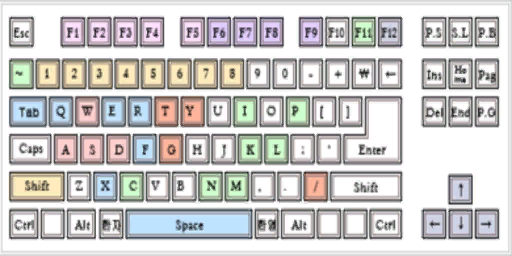 Esc F1 F2 F3 F4 F5 F6 F7 F8 F9 F10 F11 F12 P.S S.L P.B
~ 1 2 3 4 5 6 7 8 9 0 - + ₩ ← Ins Ho me Pag
Tab Q W E R T Y U I O P [ ] Del End P.G
Caps A S D F G H J K L ; ' Enter
Shift Z X C V B N M , . / Shift ↑
Ctrl Alt 한자 Space 한영 Alt Ctrl ← ↓ →